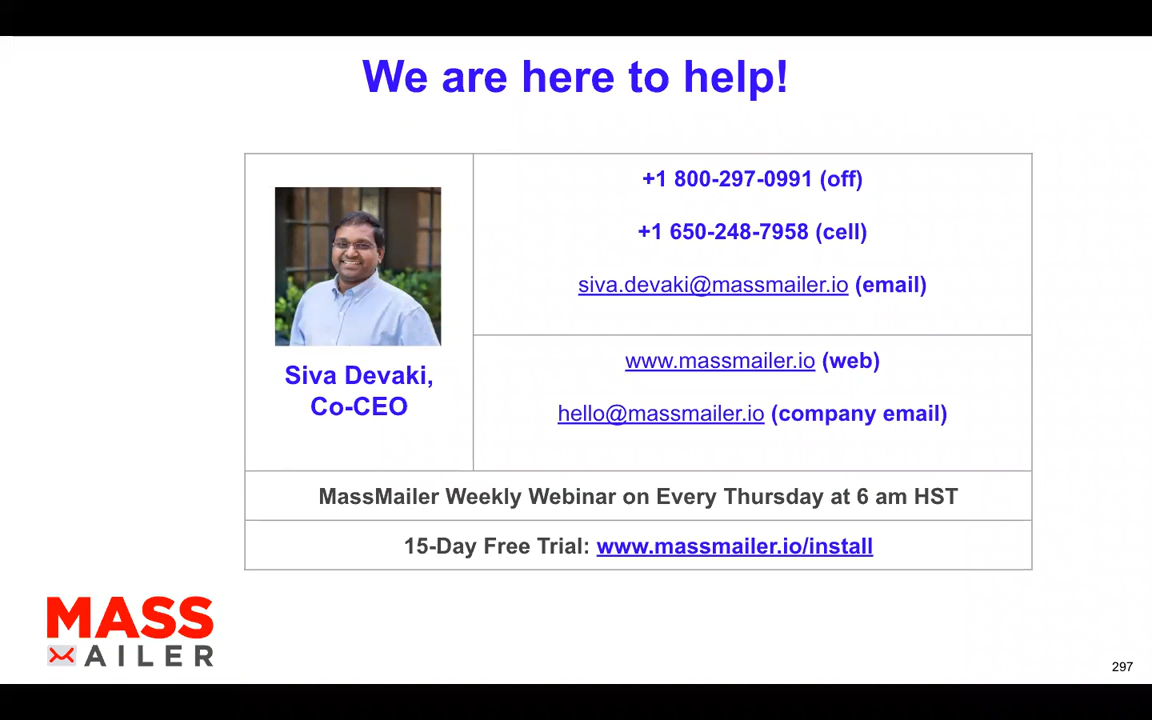 We are here to help!
+1 800-297-0991 (off)
+1 650-248-7958 (cell)
siva.devaki@massmailer.io (email)
Siva Devaki,
Co-CEO
www.massmailer.io (web)
hello@massmailer.io (company email)
MassMailer Weekly Webinar on Every Thursday at 6 am HST
15-Day Free Trial: www.massmailer.io/install
MASS
AILER
297